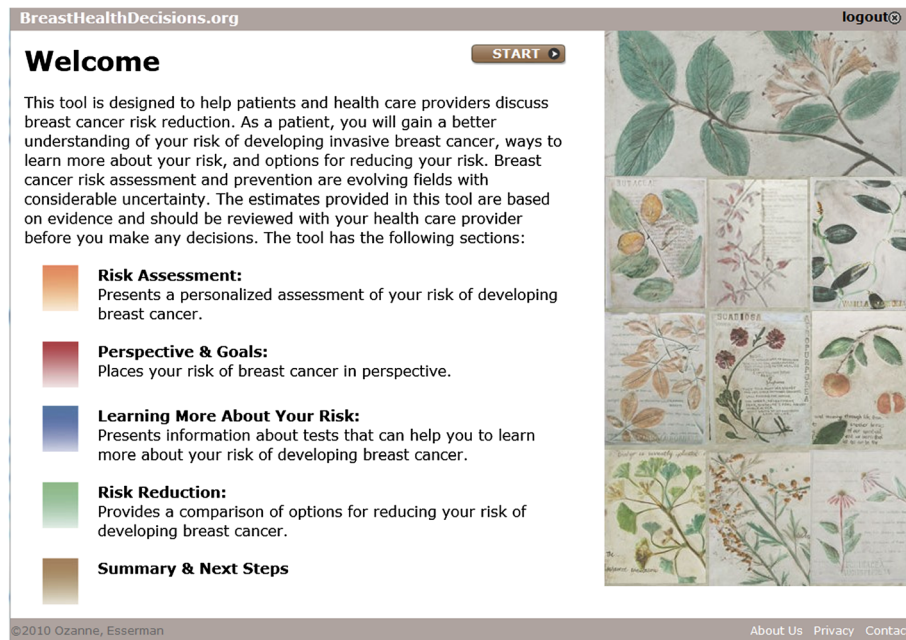 BreastHealthDecisions.org
logout
Welcome
START
This tool is designed to help patients and health care providers discuss
breast cancer risk reduction. As a patient, you will gain a better
understanding of your risk of developing invasive breast cancer, ways to
learn more about your risk, and options for reducing your risk. Breast
cancer risk assessment and prevention are evolving fields with
considerable uncertainty. The estimates provided in this tool are based
on evidence and should be reviewed with your health care provider
before you make any decisions. The tool has the following sections:
Risk Assessment:
Presents a personalized assessment of your risk of developing
breast cancer.
Perspective & Goals:
Places your risk of breast cancer in perspective.
Learning More About Your Risk:
Presents information about tests that can help you to learn
more about your risk of developing breast cancer.
Risk Reduction:
Provides a comparison of options for reducing your risk of
developing breast cancer.
Summary & Next Steps
©2010 Ozanne, Esserman
About Us Privacy Contac